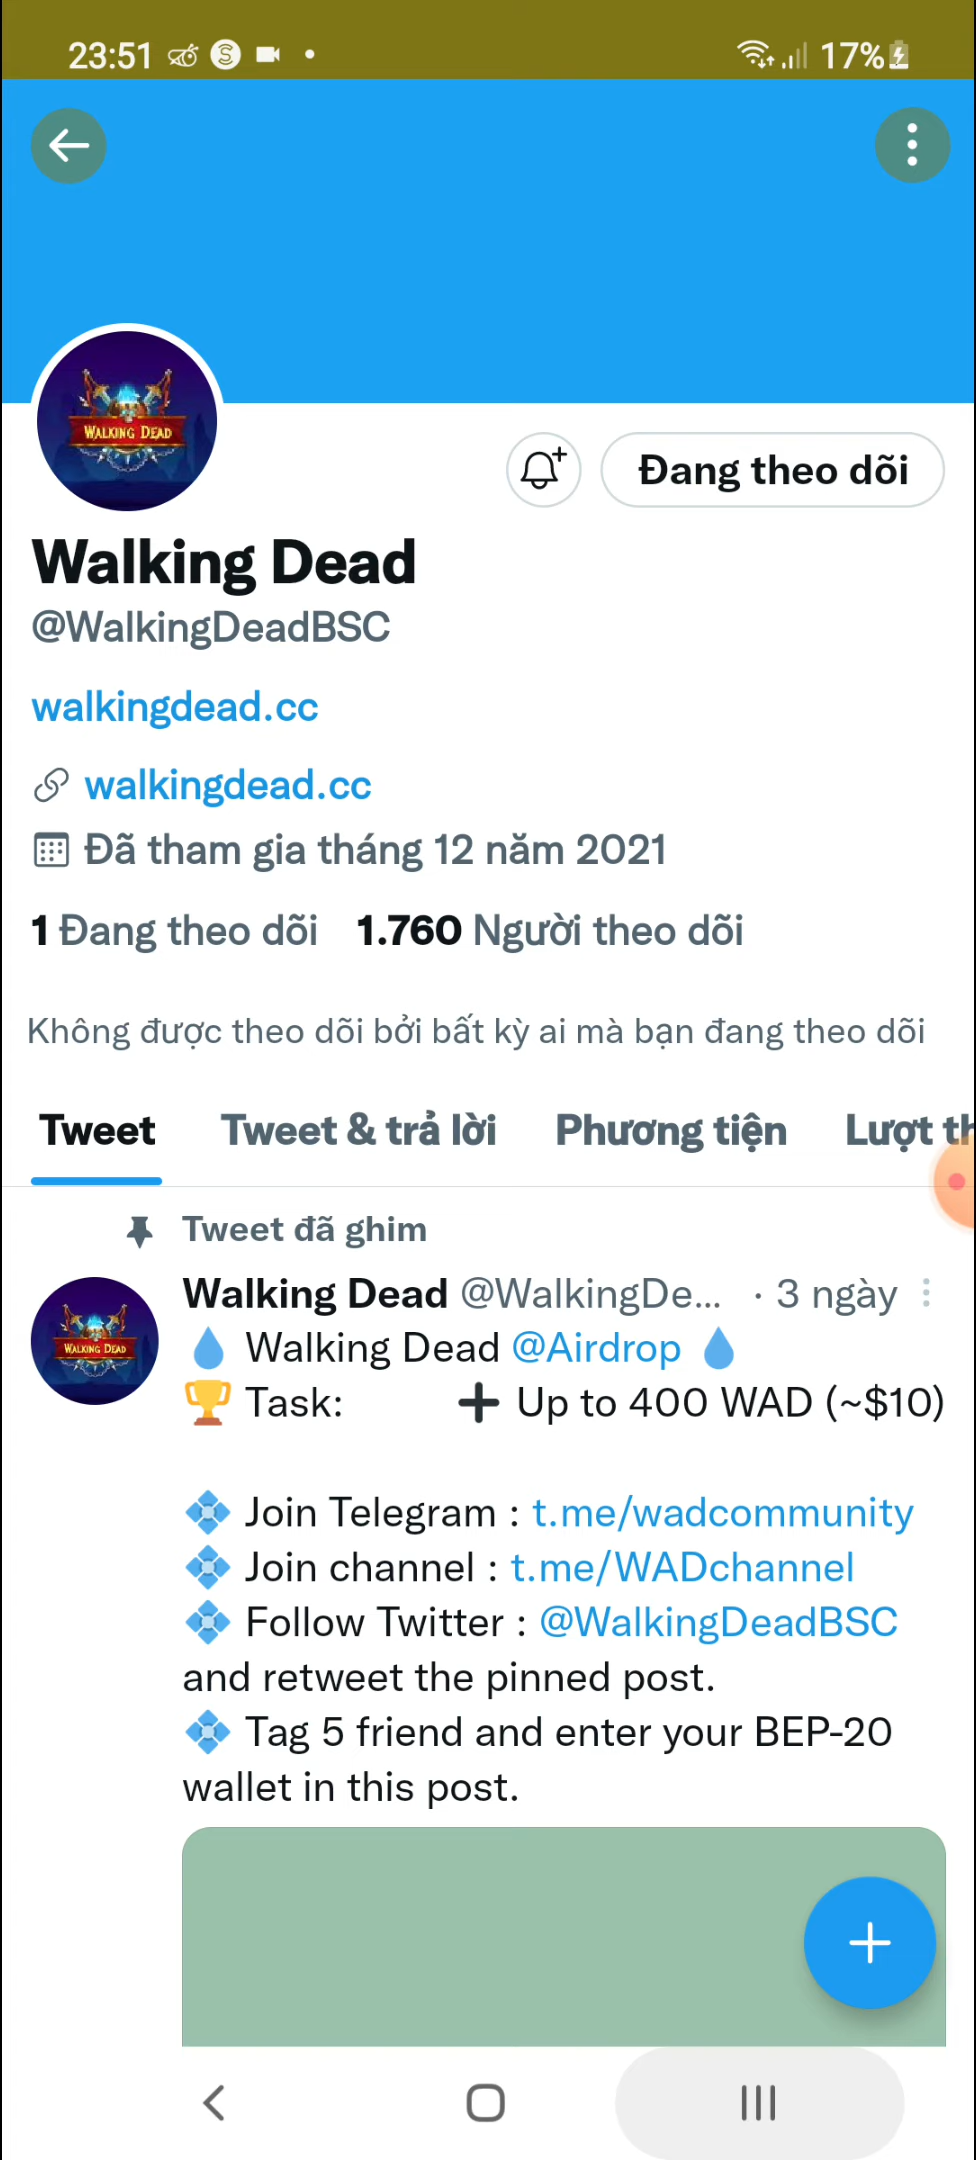 23:51
17%
WALKING DEAD
Đang theo dõi
Walking Dead
@WalkingDeadBSC
walkingdead.cc
walkingdead.cc
Đã tham gia tháng 12 năm 2021
1 Đang theo dõi 1.760 Người theo dõi
Không được theo dõi bởi bất kỳ ai mà bạn đang theo dõi
Tweet Tweet & trả lời Phương tiện Lượt th
Tweet đã ghim
Walking Dead @WalkingDe... · 3 ngày
WALKING DEAD
💧 Walking Dead @Airdrop 💧
🏆 Task: ➕ Up to 400 WAD (~$10)
💠 Join Telegram : t.me/wadcommunity
💠 Join channel : t.me/WADchannel
💠 Follow Twitter : @WalkingDeadBSC
and retweet the pinned post.
💠 Tag 5 friend and enter your BEP-20
wallet in this post.